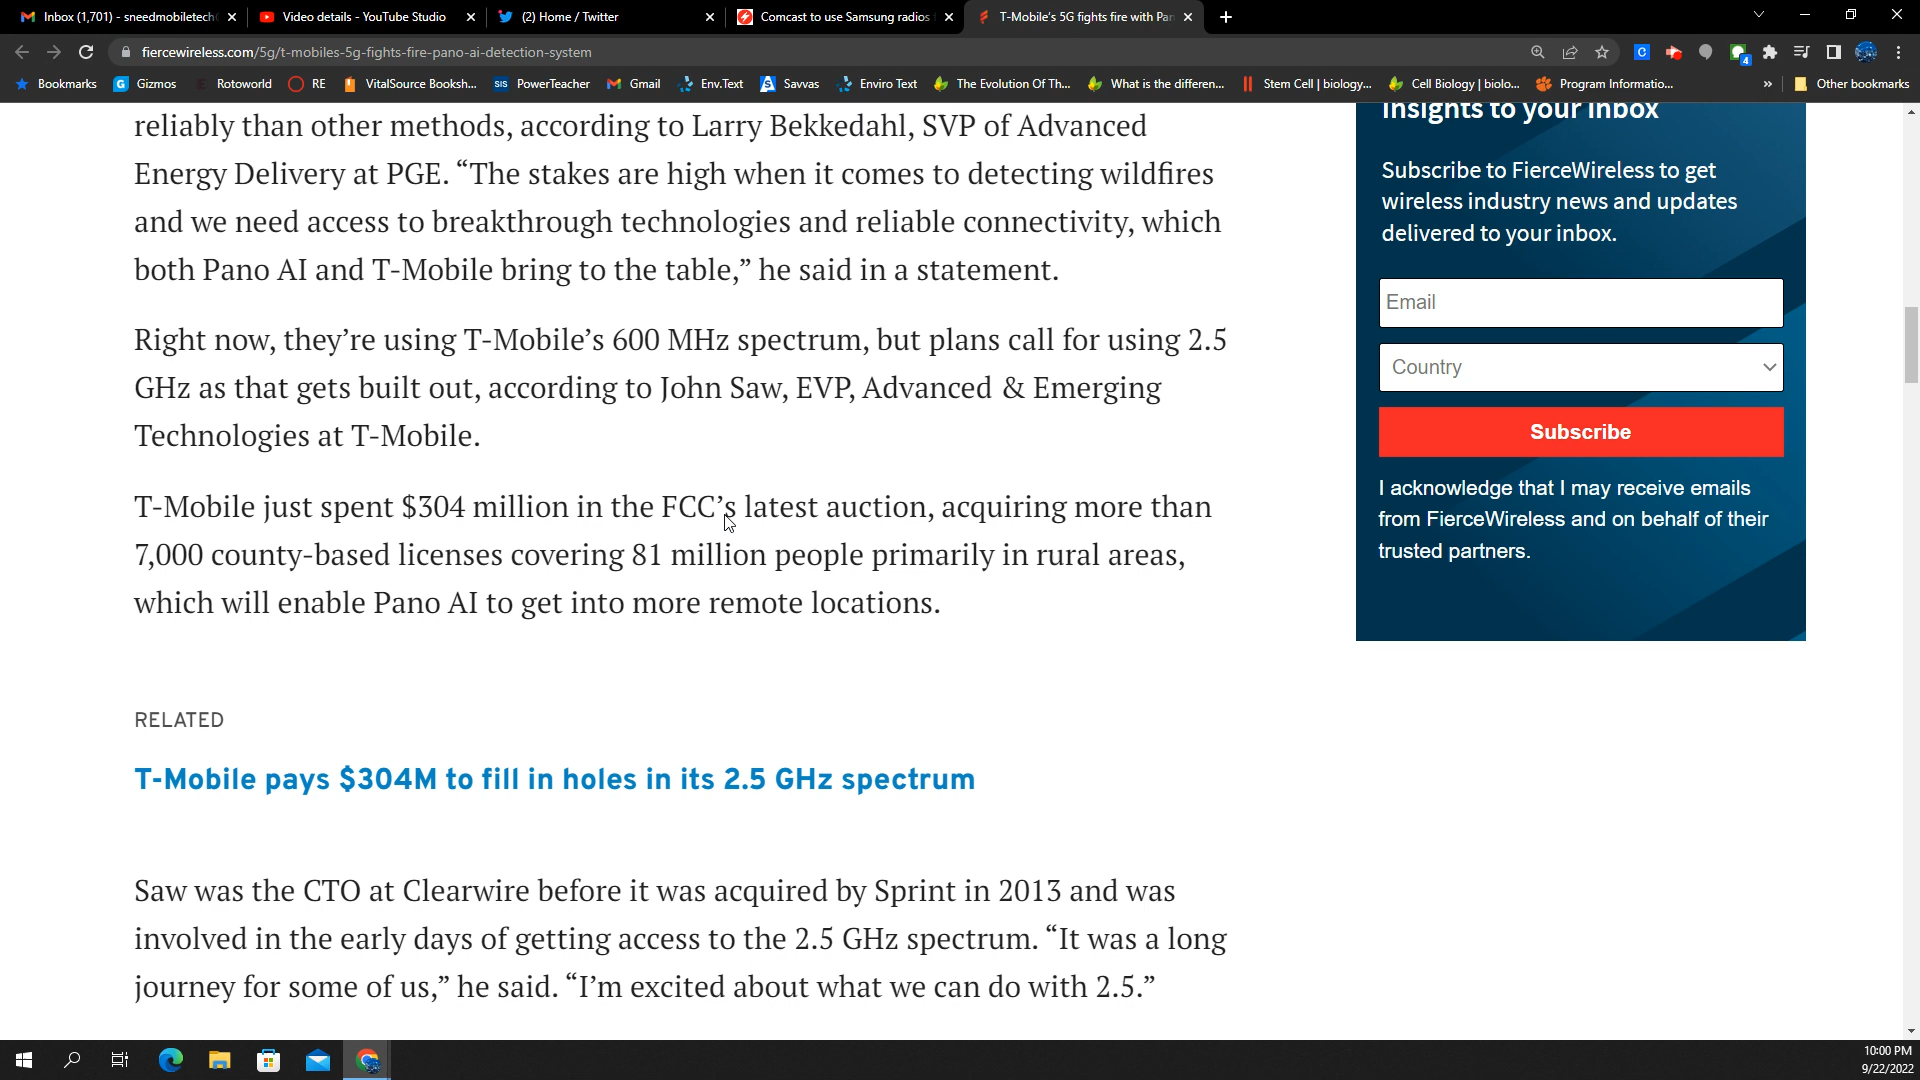 Inbox (1,701) - sneedmobiletech
Video details - YouTube Studio
(2) Home / Twitter
Comcast to use Samsung radios
T-Mobile's 5G fights fire with Pan
fiercewireless.com/5g/t-mobiles-5g-fights-fire-pano-ai-detection-system
Bookmarks
Gizmos
Rotoworld
RE
VitalSource Booksh...
SIS PowerTeacher
Gmail
Env.Text
Savvas
Enviro Text
The Evolution Of Th...
What is the differen...
Stem Cell | biology...
Cell Biology | biolo...
Program Informatio...
»
Other bookmarks
reliably than other methods, according to Larry Bekkedahl, SVP of Advanced
Energy Delivery at PGE. “The stakes are high when it comes to detecting wildfires
and we need access to breakthrough technologies and reliable connectivity, which
both Pano AI and T-Mobile bring to the table,” he said in a statement.
Right now, they’re using T-Mobile’s 600 MHz spectrum, but plans call for using 2.5
GHz as that gets built out, according to John Saw, EVP, Advanced & Emerging
Technologies at T-Mobile.
T-Mobile just spent $304 million in the FCC’s latest auction, acquiring more than
7,000 county-based licenses covering 81 million people primarily in rural areas,
which will enable Pano AI to get into more remote locations.
RELATED
T-Mobile pays $304M to fill in holes in its 2.5 GHz spectrum
Saw was the CTO at Clearwire before it was acquired by Sprint in 2013 and was
involved in the early days of getting access to the 2.5 GHz spectrum. “It was a long
journey for some of us,” he said. “I’m excited about what we can do with 2.5.”
Insights to your inbox
Subscribe to FierceWireless to get
wireless industry news and updates
delivered to your inbox.
Email
Country
Subscribe
I acknowledge that I may receive emails
from FierceWireless and on behalf of their
trusted partners.
10:00 PM
9/22/2022